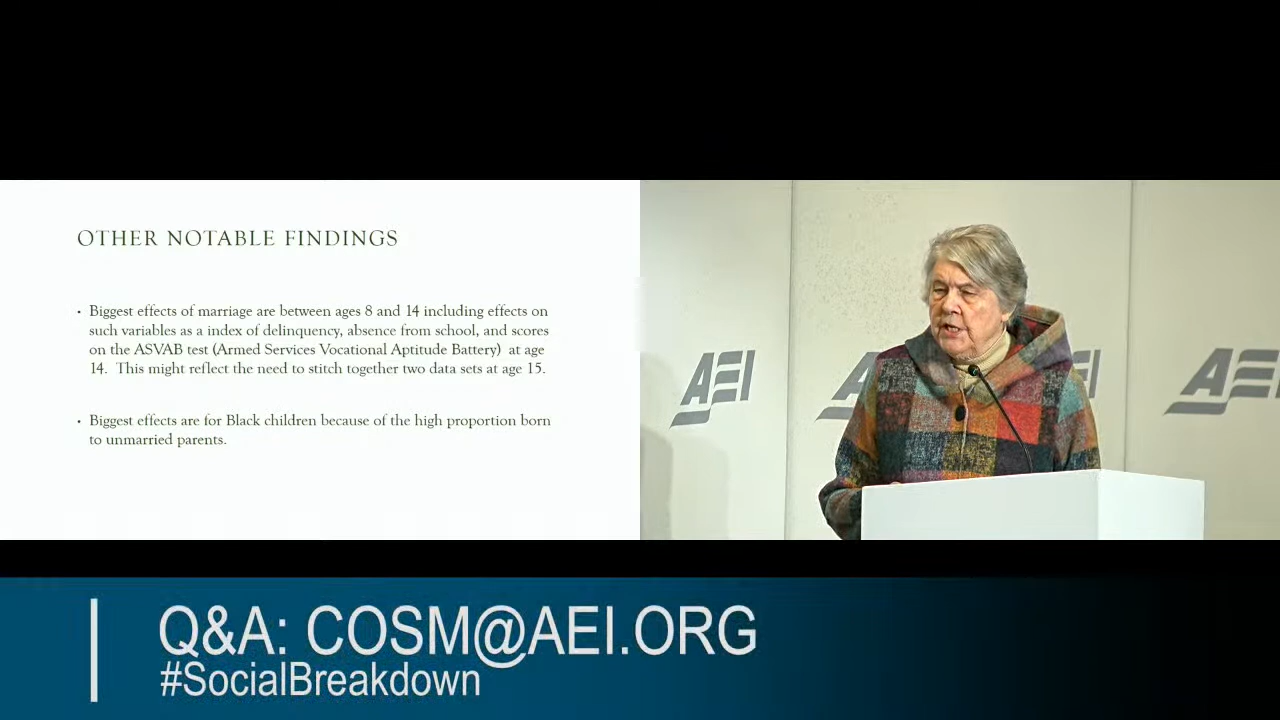 OTHER NOTABLE FINDINGS
• Biggest effects of marriage are between ages 8 and 14 including effects on
such variables as a index of delinquency, absence from school, and scores
on the ASVAB test (Armed Services Vocational Aptitude Battery)  at age
14.  This might reflect the need to stitch together two data sets at age 15.
• Biggest effects are for Black children because of the high proportion born
to unmarried parents.
AEI
AEI
Q&A: COSM@AEI.ORG
#SocialBreakdown